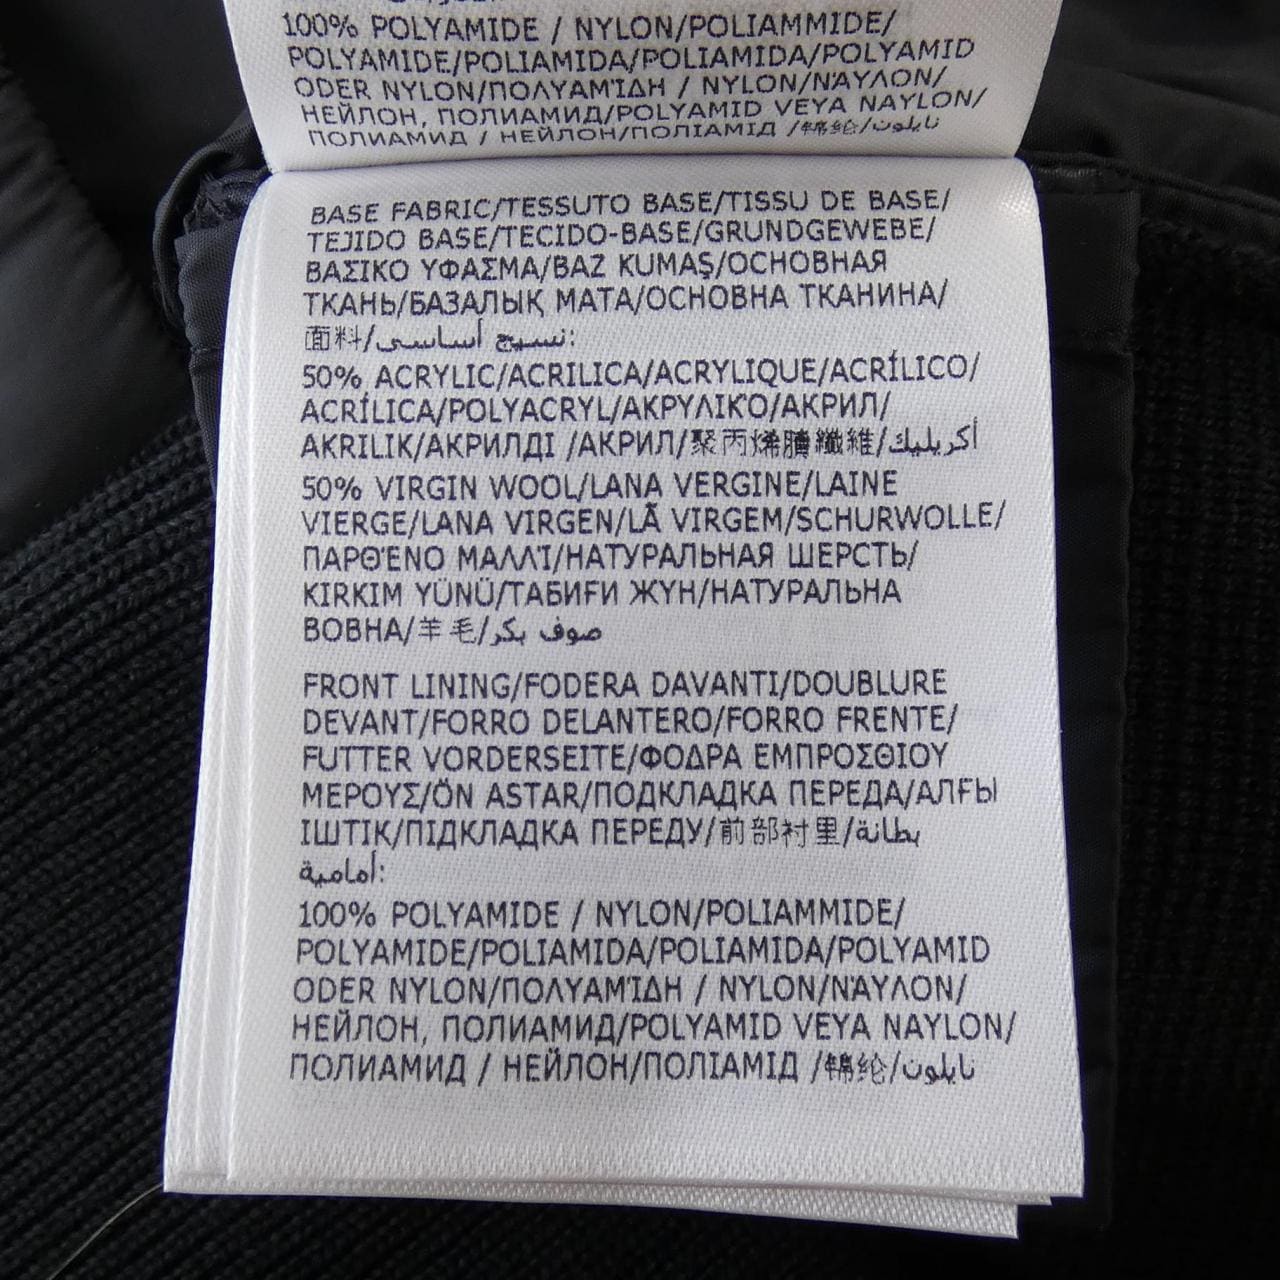 100% POLYAMIDE / NYLON/POLIAMMIDE/
POLYAMIDE/POLIAMIDA/POLIAMIDA/POLYAMID
ODER NYLON/ΠΟΛΥΑΜΊΔΗ / NYLON/ΝΆΥΛΟΝ/
НЕЙЛОН, ПОЛИАМИД/POLYAMID VEYA NAYLON/
ПОЛИАМИД / НЕЙЛОН/ПОЛІАМІД /锦纶/نايلون
BASE FABRIC/TESSUTO BASE/TISSU DE BASE/
TEJIDO BASE/TECIDO-BASE/GRUNDGEWEBE/
ΒΑΣΙΚΟ ΥΦΑΣΜΑ/BAZ KUMAŞ/ОСНОВНАЯ
ТКАНЬ/БАЗАЛЫҚ МАТА/ОСНОВНА ТКАНИНА/
面料/نسيج أساسى:
50% ACRYLIC/ACRILICA/ACRYLIQUE/ACRÍLICO/
ACRÍLICA/POLYACRYL/ΑΚΡΥΛΙΚΌ/АКРИЛ/
AKRILIK/АКРИЛДІ /АКРИЛ/聚丙烯腈纖維/أكريليك
50% VIRGIN WOOL/LANA VERGINE/LAINE
VIERGE/LANA VIRGEN/LÃ VIRGEM/SCHURWOLLE/
ΠΑΡΘΈΝΟ ΜΑΛΛΊ/НАТУРАЛЬНАЯ ШЕРСТЬ/
KIRKIM YÜNÜ/ТАБИҒИ ЖҮН/НАТУРАЛЬНА
ВОВНА/羊毛/صوف بكر
FRONT LINING/FODERA DAVANTI/DOUBLURE
DEVANT/FORRO DELANTERO/FORRO FRENTE/
FUTTER VORDERSEITE/ΦΟΔΡΑ ΕΜΠΡΟΣΘΙΟΥ
ΜΕΡΟΥΣ/ÖN ASTAR/ПОДКЛАДКА ПЕРЕДА/АЛҒЫ
ІШТІК/ПІДКЛАДКА ПЕРЕДУ/前部衬里/بطانة
أمامية:
100% POLYAMIDE / NYLON/POLIAMMIDE/
POLYAMIDE/POLIAMIDA/POLIAMIDA/POLYAMID
ODER NYLON/ΠΟΛΥΑΜΊΔΗ / NYLON/ΝΆΥΛΟΝ/
НЕЙЛОН, ПОЛИАМИД/POLYAMID VEYA NAYLON/
ПОЛИАМИД / НЕЙЛОН/ПОЛІАМІД /锦纶/نايلون